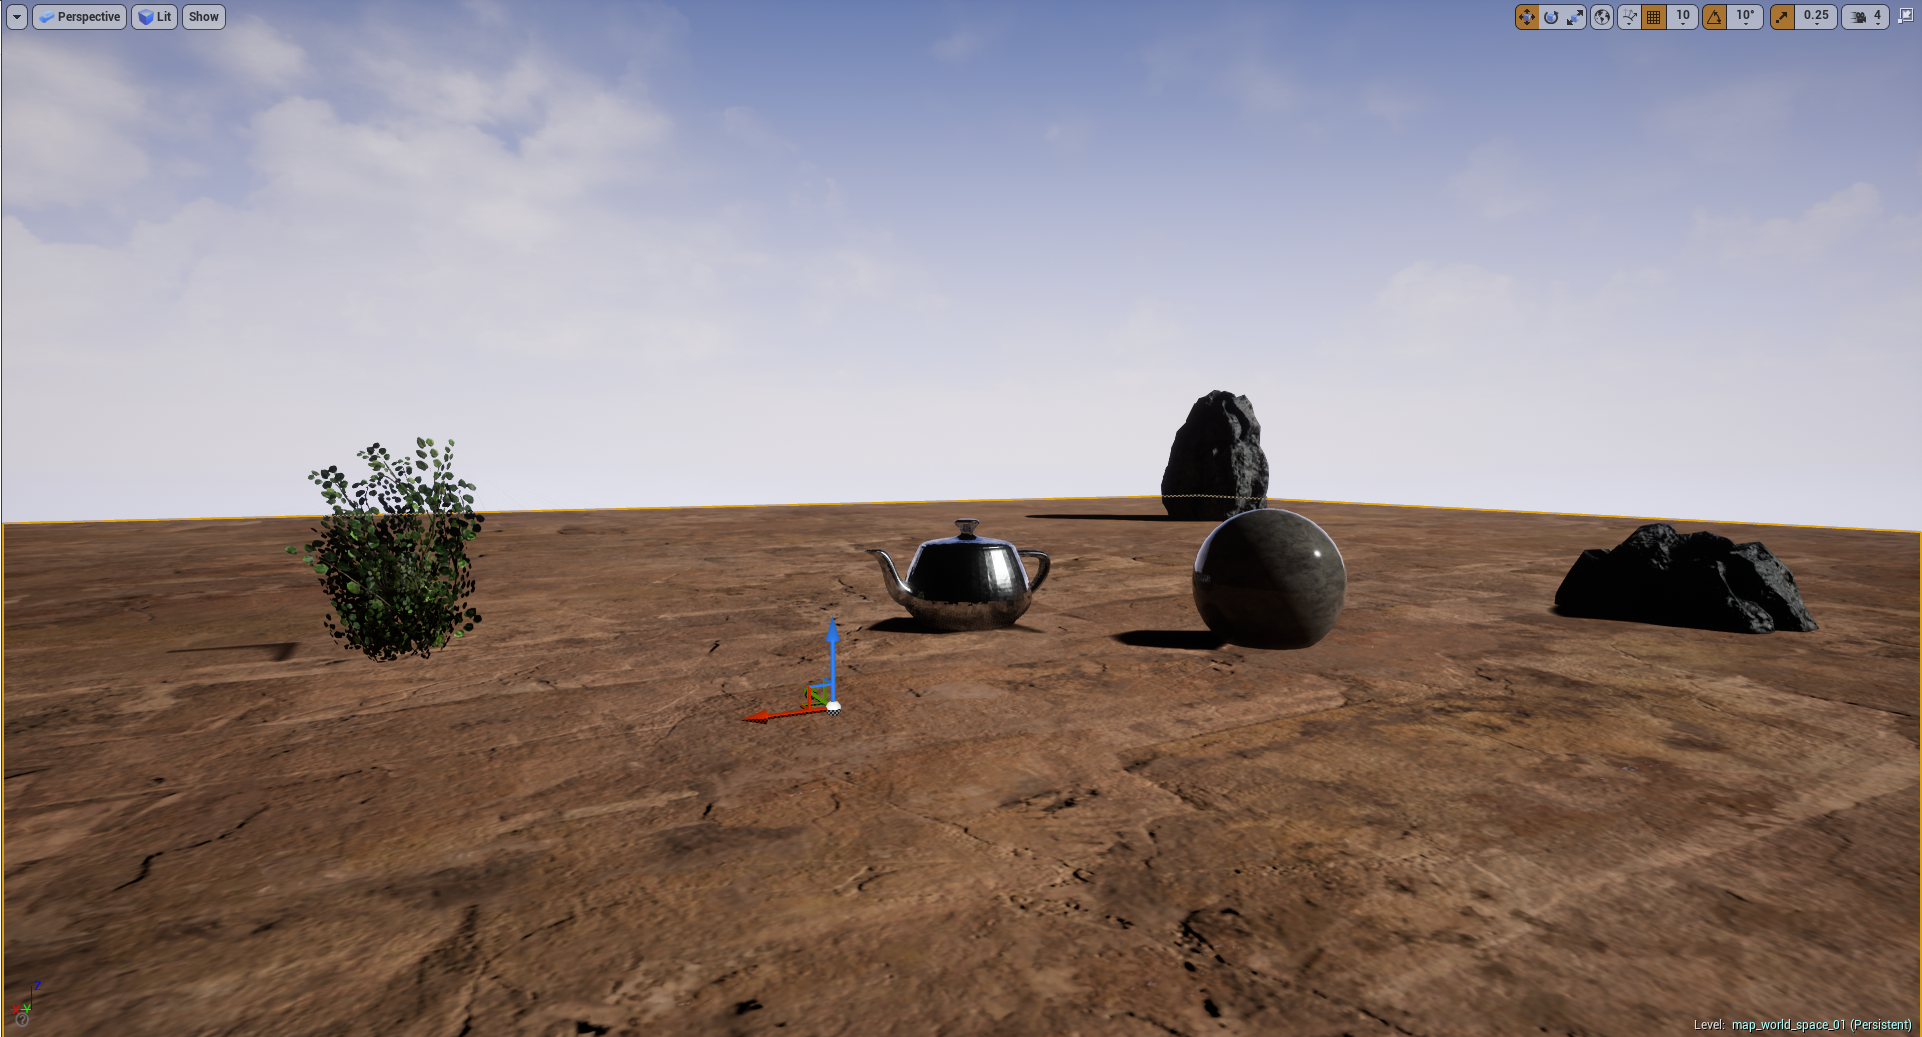 Perspective Lit Show 10 10° 0.25 4
Z
Y
Level: map_world_space_01 (Persistent)